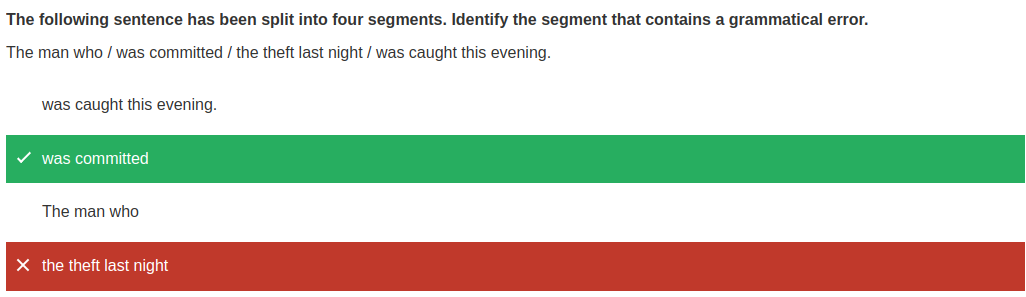 The following sentence has been split into four segments. Identify the segment that contains a grammatical error.
The man who / was committed / the theft last night / was caught this evening.
was caught this evening.
was committed
The man who
the theft last night